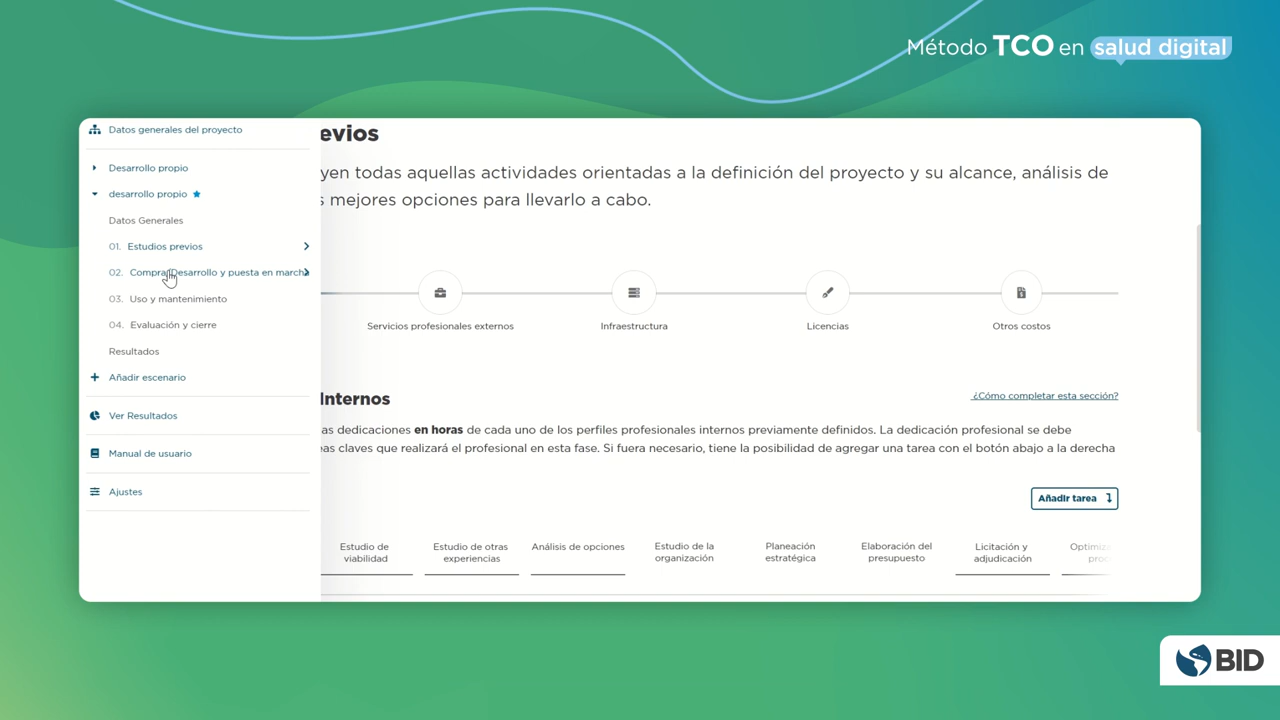 Método TCO en salud digital
Datos generales del proyecto
Desarrollo propio
desarrollo propio
Datos Generales
01. Estudios previos
02. Compra/Desarrollo y puesta en marcha
03. Uso y mantenimiento
04. Evaluación y cierre
Resultados
Añadir escenario
Ver Resultados
Manual de usuario
Ajustes
evios
yen todas aquellas actividades orientadas a la definición del proyecto y su alcance, análisis de
s mejores opciones para llevarlo a cabo.
Servicios profesionales externos
Infraestructura
Licencias
Otros costos
Internos
¿Cómo completar esta sección?
as dedicaciones en horas de cada uno de los perfiles profesionales internos previamente definidos. La dedicación profesional se debe
eas claves que realizará el profesional en esta fase. Si fuera necesario, tiene la posibilidad de agregar una tarea con el botón abajo a la derecha
Añadir tarea
Estudio de
viabilidad
Estudio de otras
experiencias
Análisis de opciones
Estudio de la
organización
Planeación
estratégica
Elaboración del
presupuesto
Licitación y
adjudicación
Optimiz
proc
BID